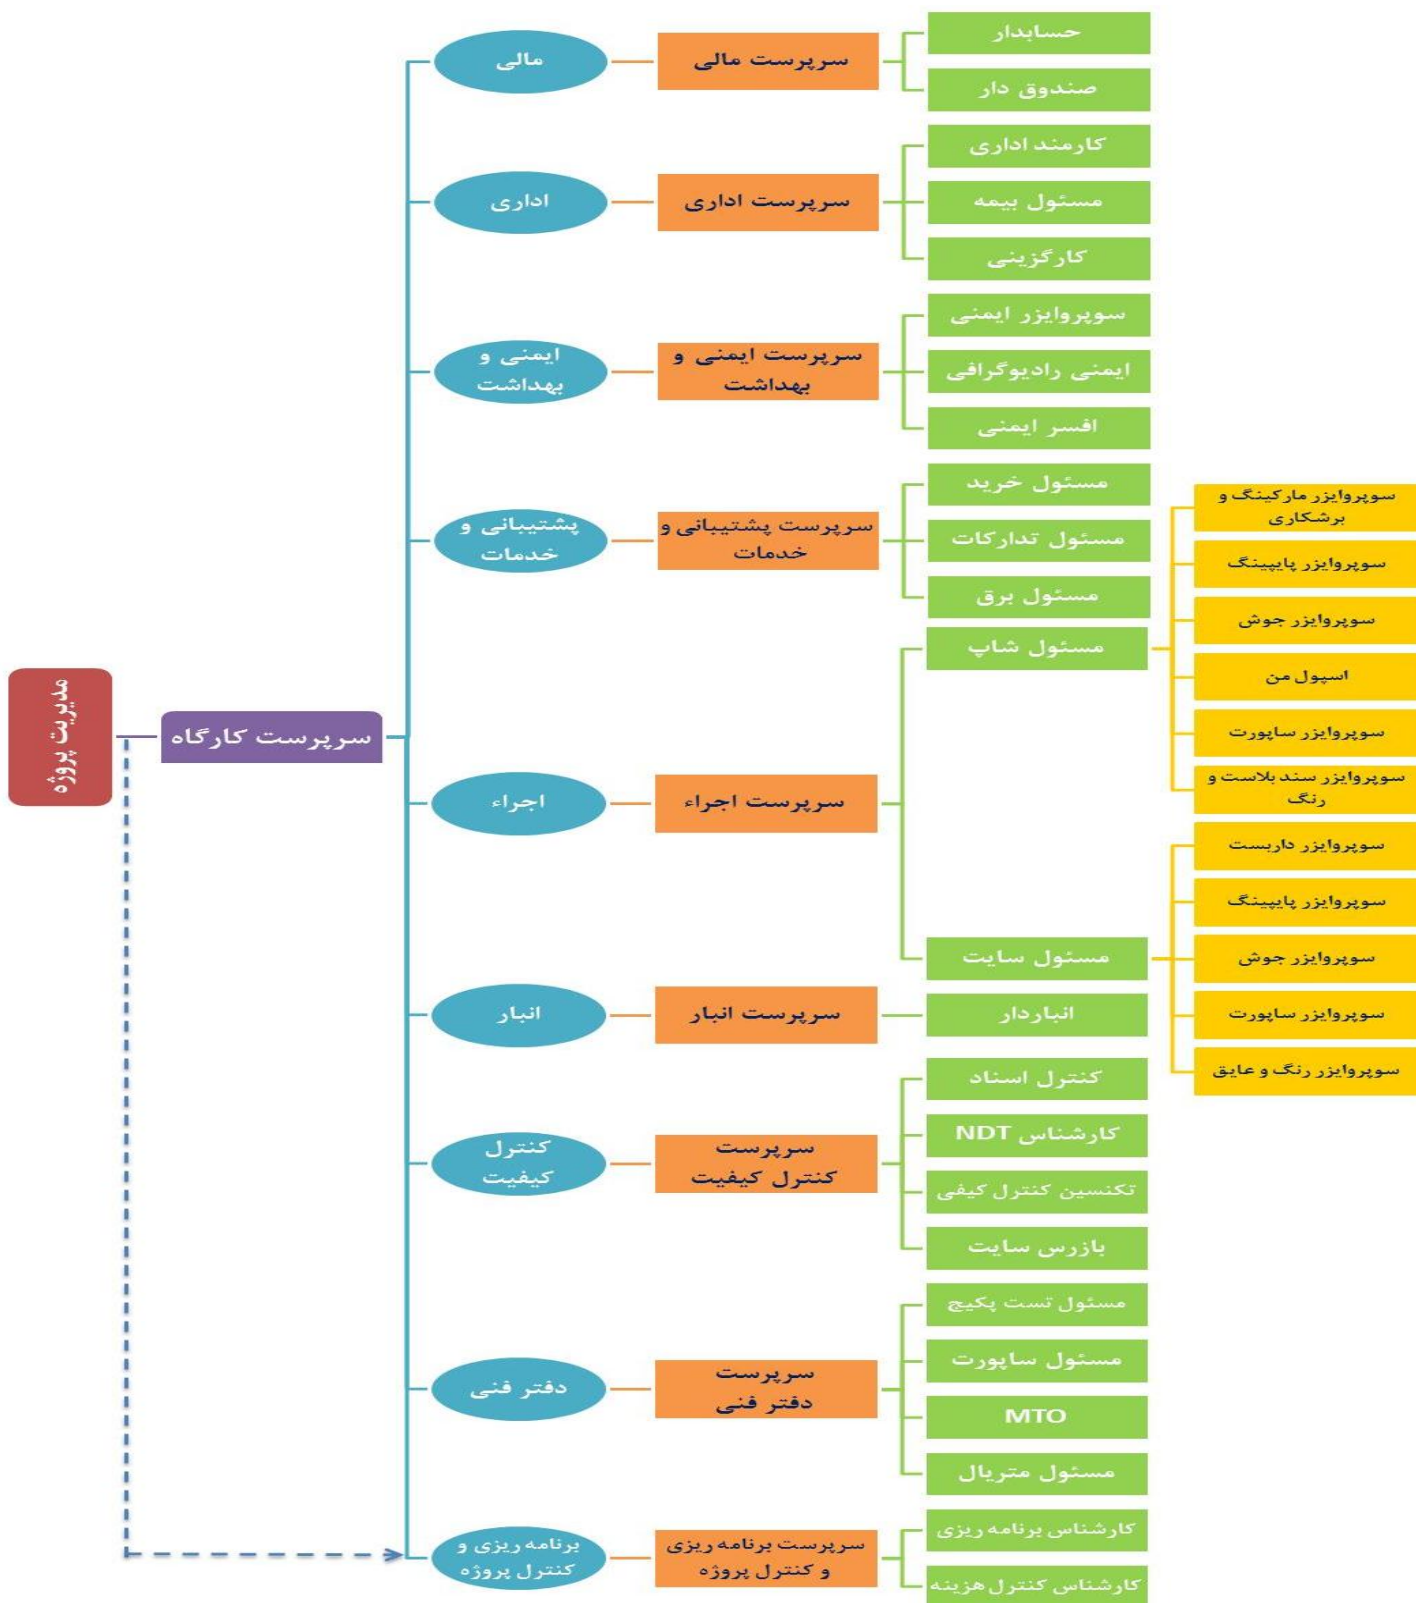 مدیریت پروژه
سرپرست کارگاه
مالی
سرپرست مالی
حسابدار
صندوق دار
اداری
سرپرست اداری
کارمند اداری
مسئول بیمه
کارگزینی
ایمنی و
بهداشت
سرپرست ایمنی و
بهداشت
سوپروایزر ایمنی
ایمنی رادیوگرافی
افسر ایمنی
پشتیبانی و
خدمات
سرپرست پشتیبانی و
خدمات
مسئول خرید
مسئول تدارکات
مسئول برق
اجراء
سرپرست اجراء
مسئول شاپ
سوپروایزر مارکینگ و
برشکاری
سوپروایزر پایپینگ
سوپروایزر جوش
اسپول من
سوپروایزر ساپورت
سوپروایزر سند بلاست و
رنگ
مسئول سایت
سوپروایزر داربست
سوپروایزر پایپینگ
سوپروایزر جوش
سوپروایزر ساپورت
سوپروایزر رنگ و عایق
انبار
سرپرست انبار
انباردار
کنترل
کیفیت
سرپرست
کنترل کیفیت
کنترل اسناد
کارشناس NDT
تکنسین کنترل کیفی
بازرس سایت
دفتر فنی
سرپرست
دفتر فنی
مسئول تست پکیچ
مسئول ساپورت
MTO
مسئول متریال
برنامه ریزی و
کنترل پروژه
سرپرست برنامه ریزی
و کنترل پروژه
کارشناس برنامه ریزی
کارشناس کنترل هزینه